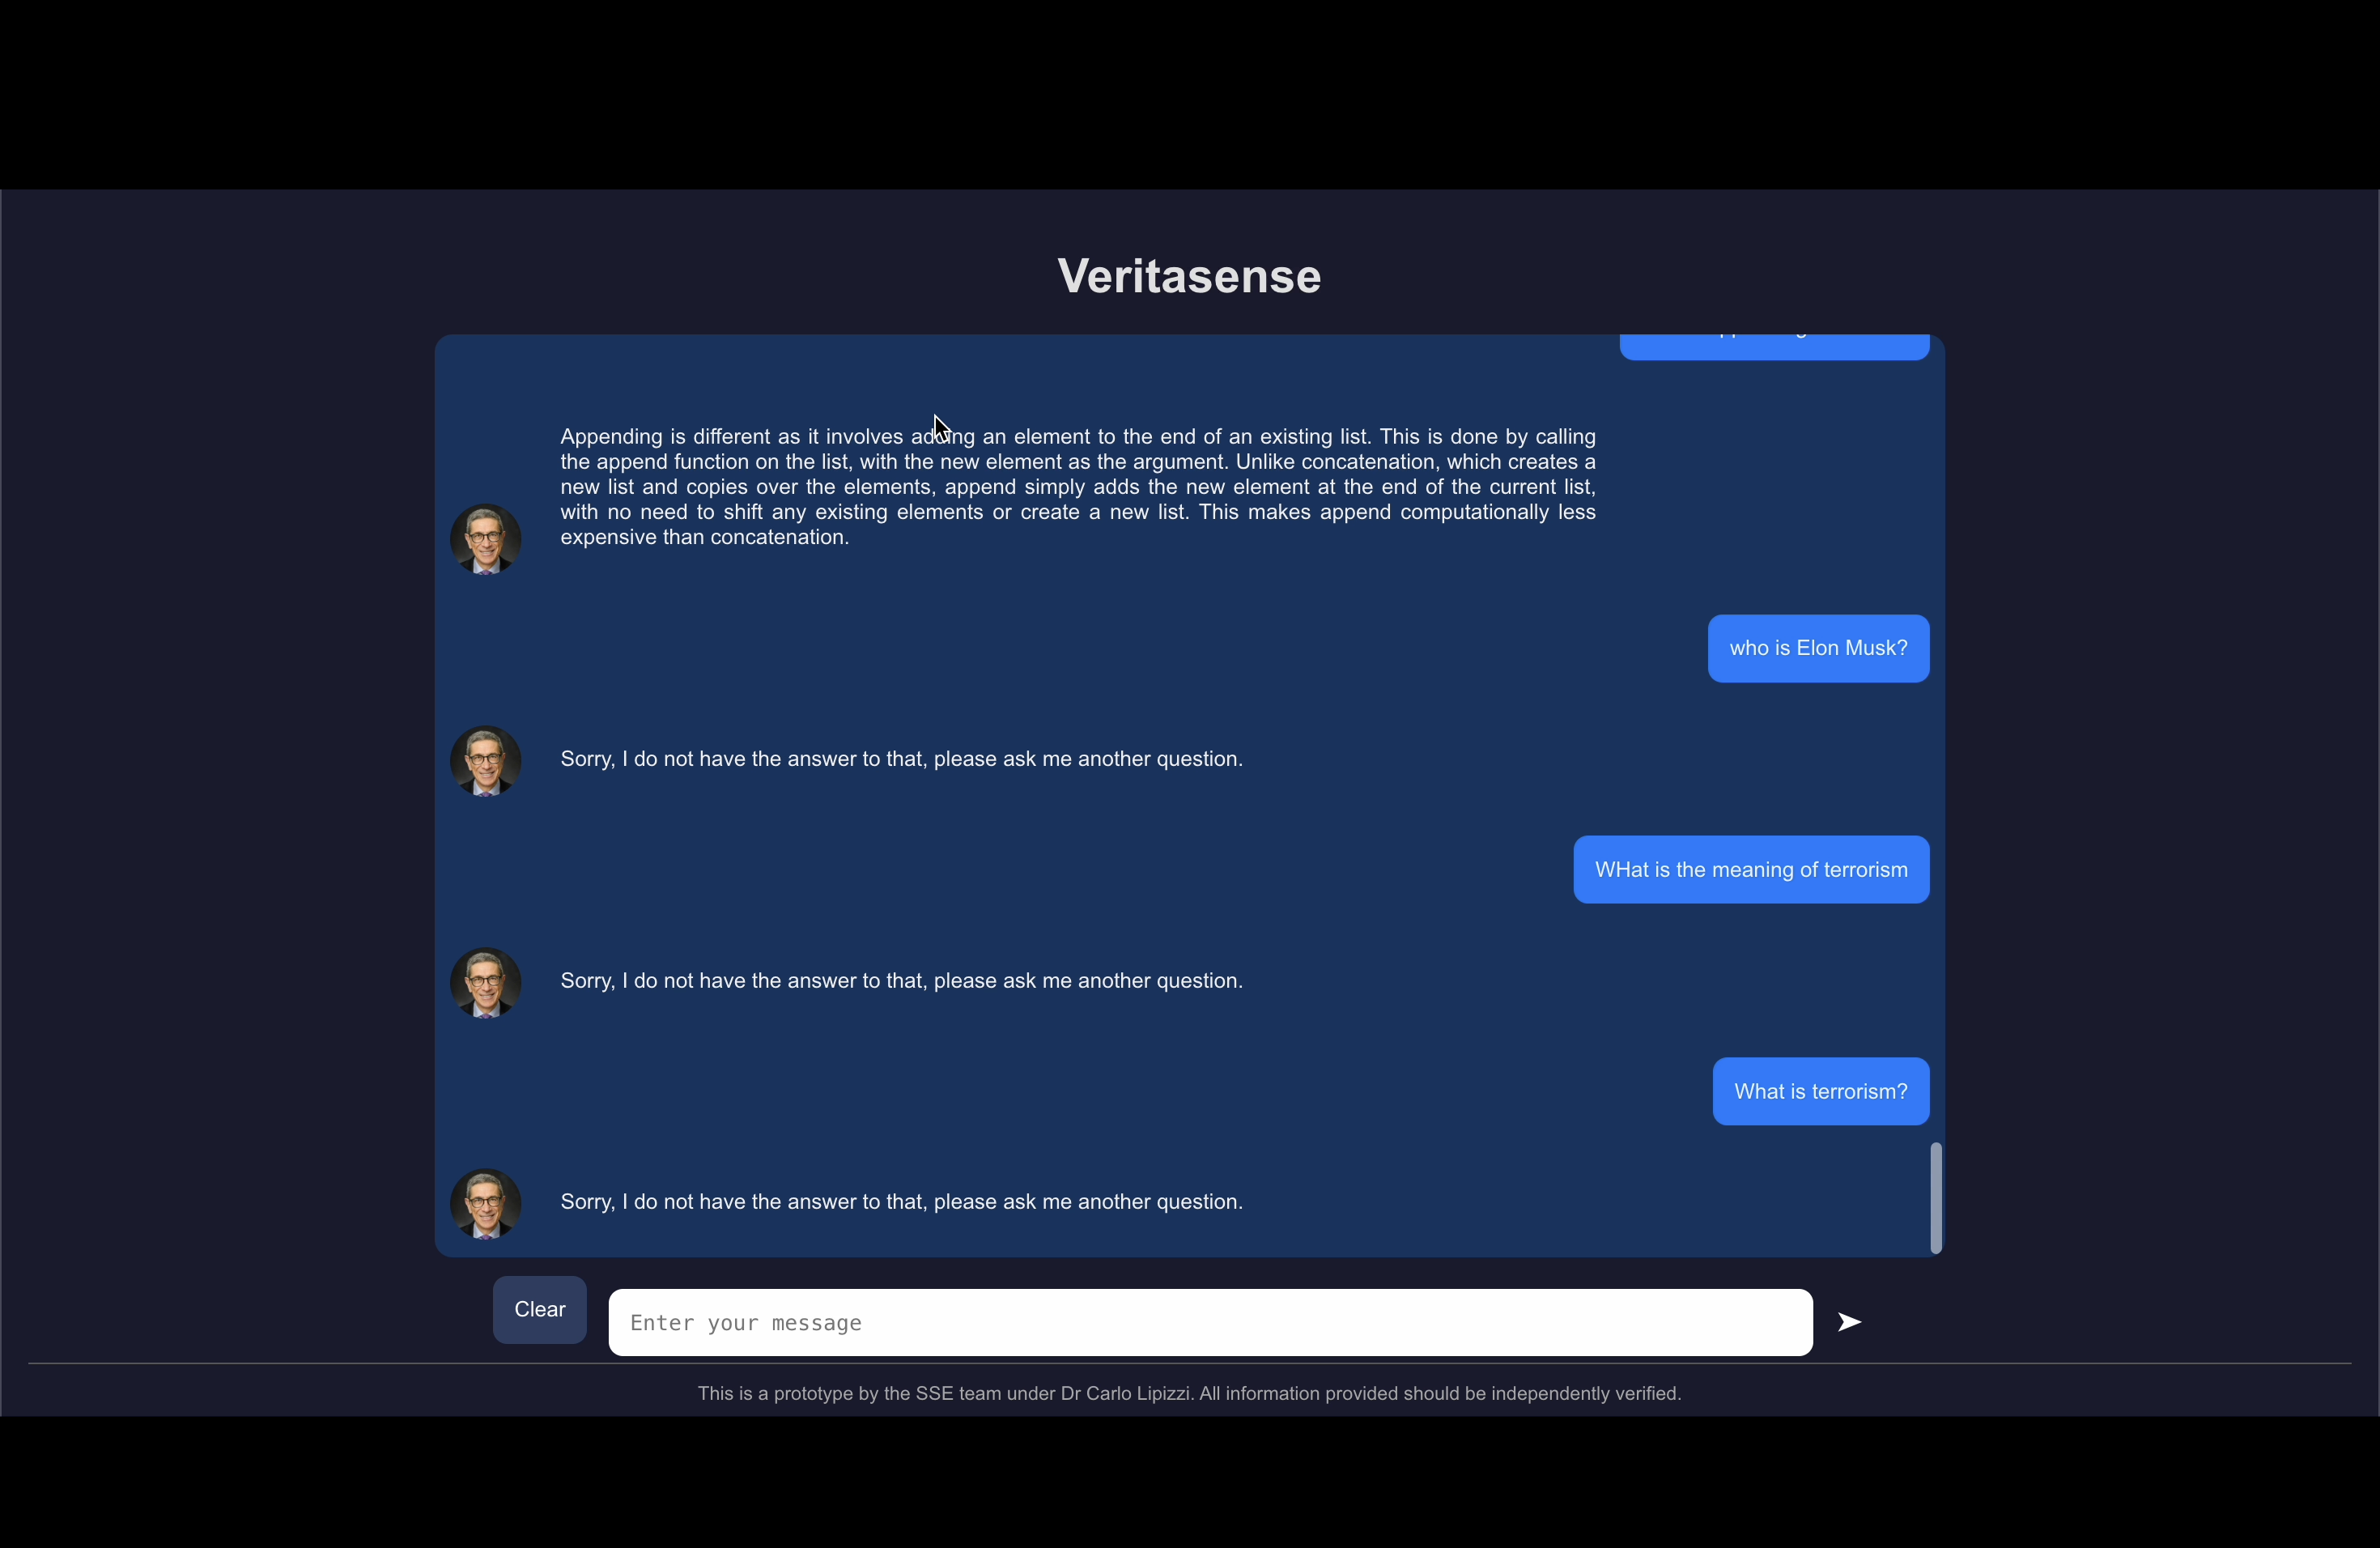 Veritasense
Appending is different as it involves adding an element to the end of an existing list. This is done by calling
the append function on the list, with the new element as the argument. Unlike concatenation, which creates a
new list and copies over the elements, append simply adds the new element at the end of the current list,
with no need to shift any existing elements or create a new list. This makes append computationally less
expensive than concatenation.
who is Elon Musk?
Sorry, I do not have the answer to that, please ask me another question.
WHat is the meaning of terrorism
Sorry, I do not have the answer to that, please ask me another question.
What is terrorism?
Sorry, I do not have the answer to that, please ask me another question.
Clear
Enter your message
This is a prototype by the SSE team under Dr Carlo Lipizzi. All information provided should be independently verified.